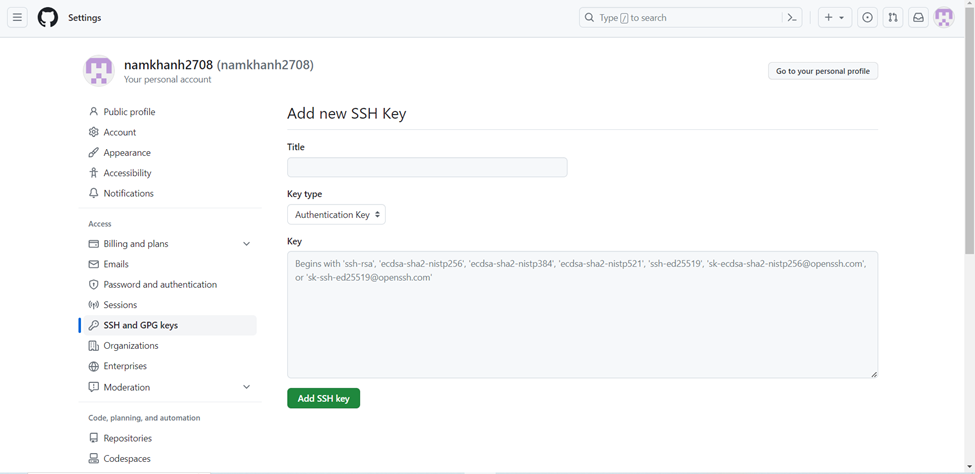 Settings
Type / to search
namkhanh2708 (namkhanh2708)
Your personal account
Go to your personal profile
Public profile
Account
Appearance
Accessibility
Notifications
Access
Billing and plans
Emails
Password and authentication
Sessions
SSH and GPG keys
Organizations
Enterprises
Moderation
Code, planning, and automation
Repositories
Codespaces
Add new SSH Key
Title
Key type
Authentication Key
Key
Begins with 'ssh-rsa', 'ecdsa-sha2-nistp256', 'ecdsa-sha2-nistp384', 'ecdsa-sha2-nistp521', 'ssh-ed25519', 'sk-ecdsa-sha2-nistp256@openssh.com',
or 'sk-ssh-ed25519@openssh.com'
Add SSH key